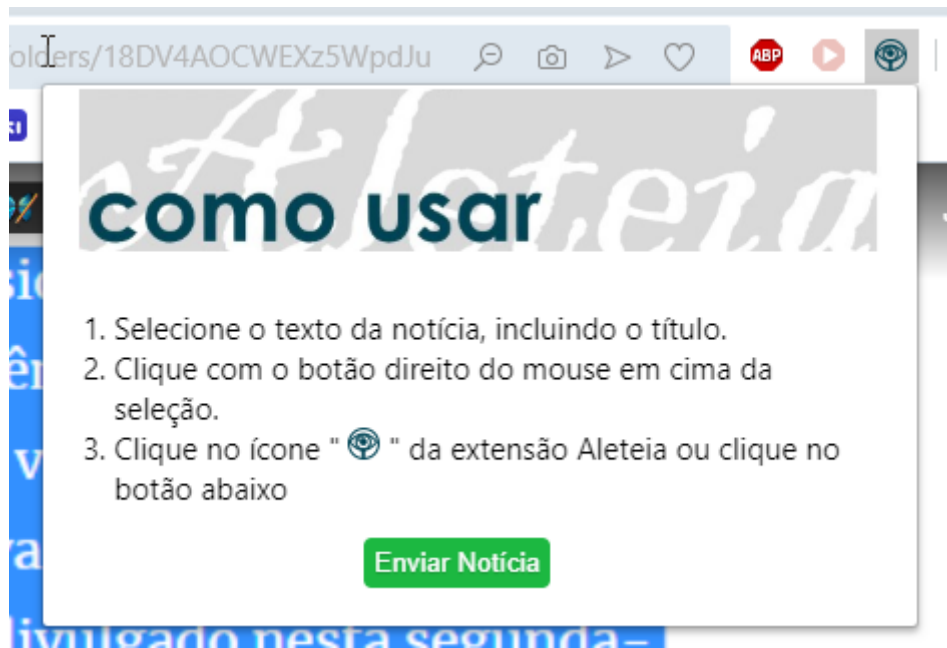 olders/18DV4AOCWEXz5WpdJu
ABP
Aleteia
como usar
1. Selecione o texto da notícia, incluindo o título.
2. Clique com o botão direito do mouse em cima da
seleção.
3. Clique no ícone " " da extensão Aleteia ou clique no
botão abaixo
Enviar Notícia
divulgado nesta segunda-